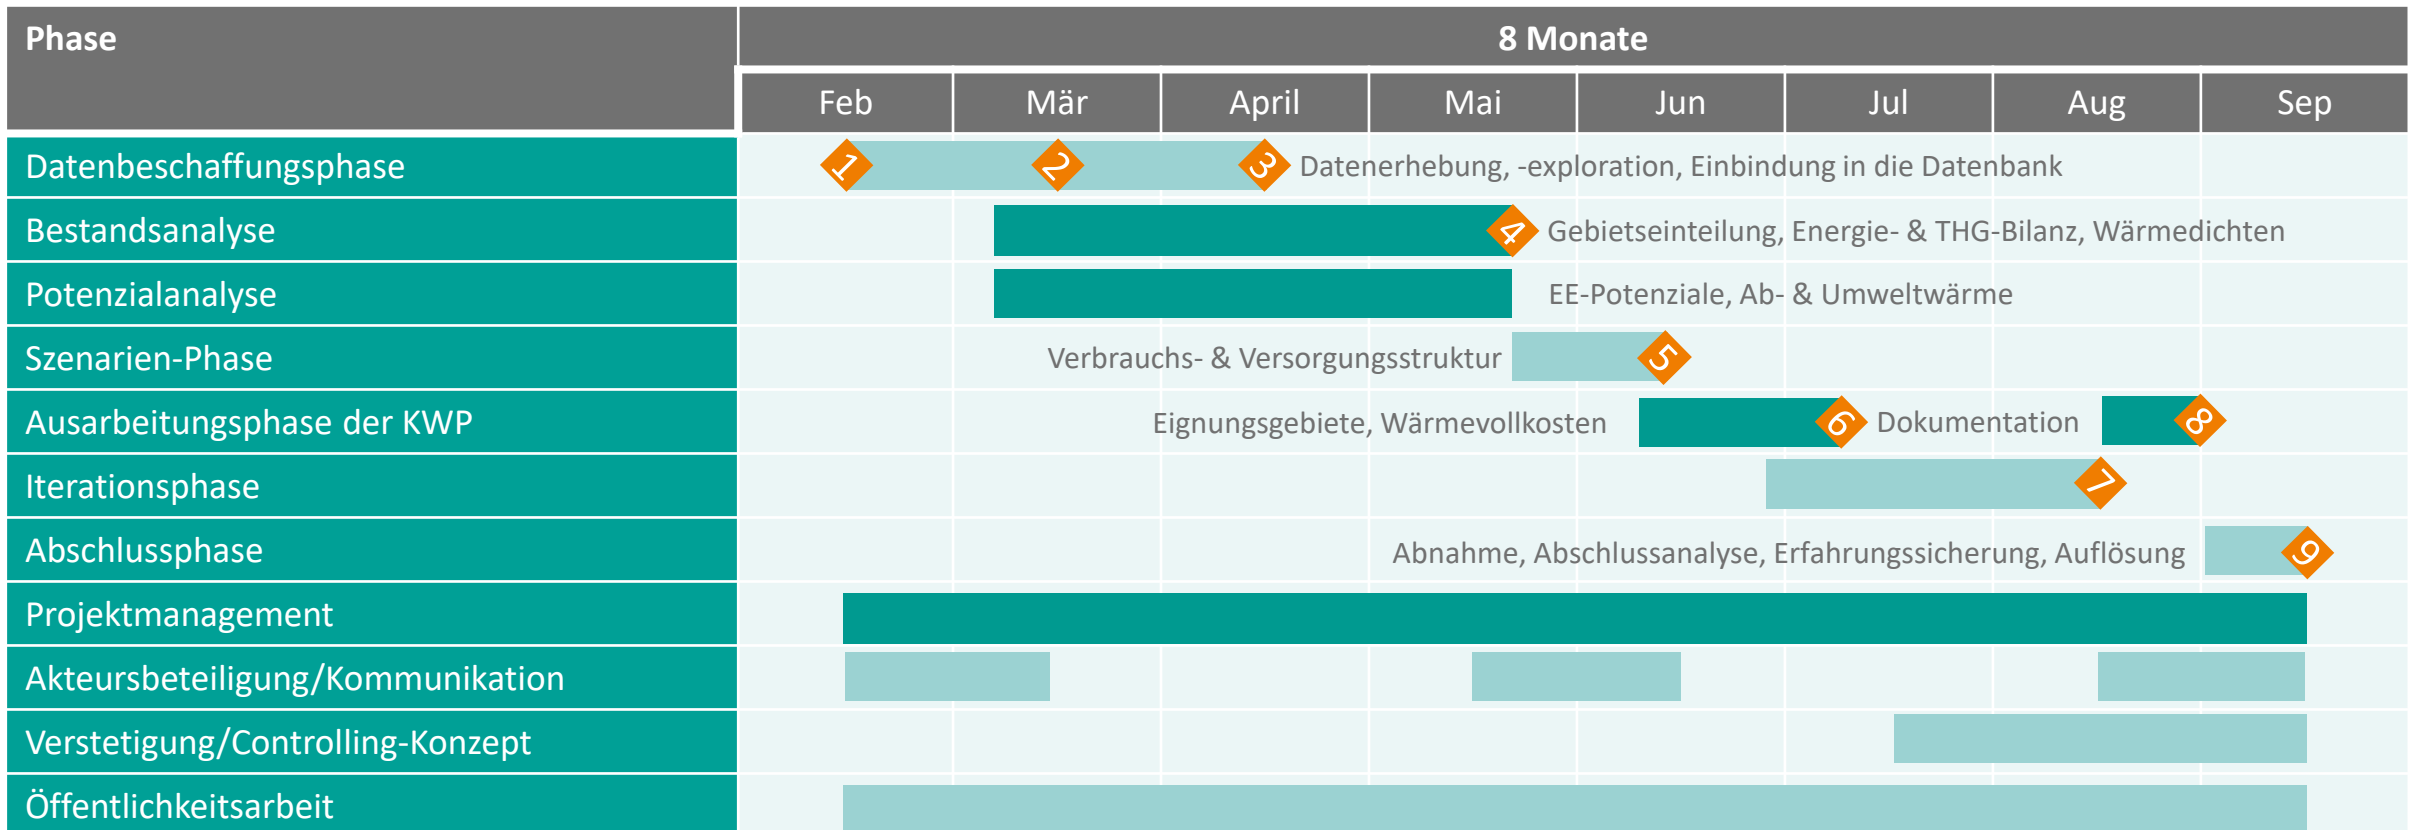 Phase
8 Monate
Feb Mär April Mai Jun Jul Aug Sep
Datenbeschaffungsphase 1 2 3 Datenerhebung, -exploration, Einbindung in die Datenbank
Bestandsanalyse 4 Gebietseinteilung, Energie- & THG-Bilanz, Wärmedichten
Potenzialanalyse EE-Potenziale, Ab- & Umweltwärme
Szenarien-Phase Verbrauchs- & Versorgungsstruktur 5
Ausarbeitungsphase der KWP Eignungsgebiete, Wärmevollkosten 6 Dokumentation 8
Iterationsphase 7
Abschlussphase Abnahme, Abschlussanalyse, Erfahrungssicherung, Auflösung 9
Projektmanagement
Akteursbeteiligung/Kommunikation
Verstetigung/Controlling-Konzept
Öffentlichkeitsarbeit